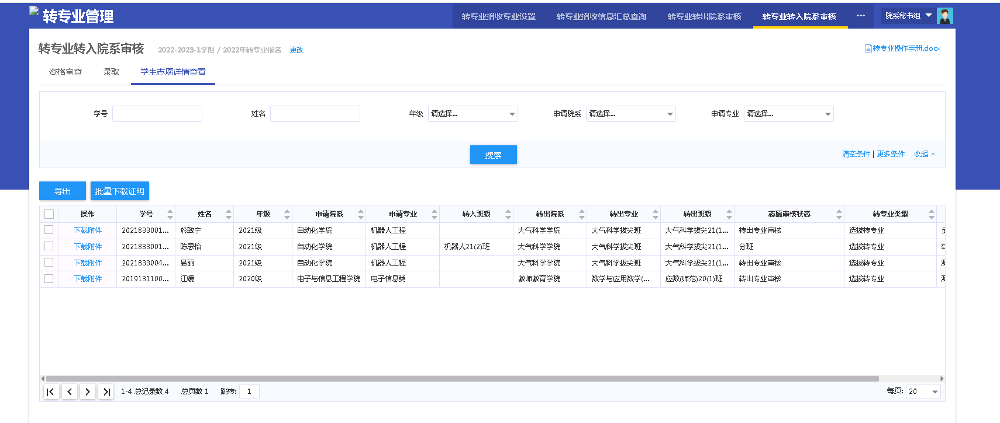 转专业管理
转专业招收专业设置 转专业招收信息汇总查询 转专业转出院系审核 转专业转入院系审核 ··· 院系秘书组
转专业转入院系审核 2022-2023-1学期 / 2022年转专业报名 更改 转专业操作手册.docx
资格审查 录取 学生志愿详情查看
学号 姓名 年级 请选择... 申请院系 请选择... 申请专业 请选择...
搜索 清空条件 | 更多条件 收起 >
导出 批量下载证明
操作 学号 姓名 年级 申请院系 申请专业 转入班级 转出院系 转出专业 转出班级 志愿审核状态 转专业类型
下载附件 2021833001... 於致宁 2021级 自动化学院 机器人工程 大气科学学院 大气科学拔尖班 大气科学拔尖21(1... 转出专业审核 选拔转专业
下载附件 2021833001... 陈思怡 2021级 自动化学院 机器人工程 机器人21(2)班 大气科学学院 大气科学拔尖班 大气科学拔尖21(1... 分班 选拔转专业
下载附件 2021833004... 易丽 2021级 自动化学院 机器人工程 大气科学学院 大气科学拔尖班 大气科学拔尖21(1... 转出专业审核 选拔转专业
下载附件 2019131100... 江媛 2020级 电子与信息工程学院 电子信息类 教师教育学院 数学与应用数学(... 应数(师范)20(1)班 转出专业审核 选拔转专业
1-4 总记录数 4 总页数 1 跳转: 1 每页: 20